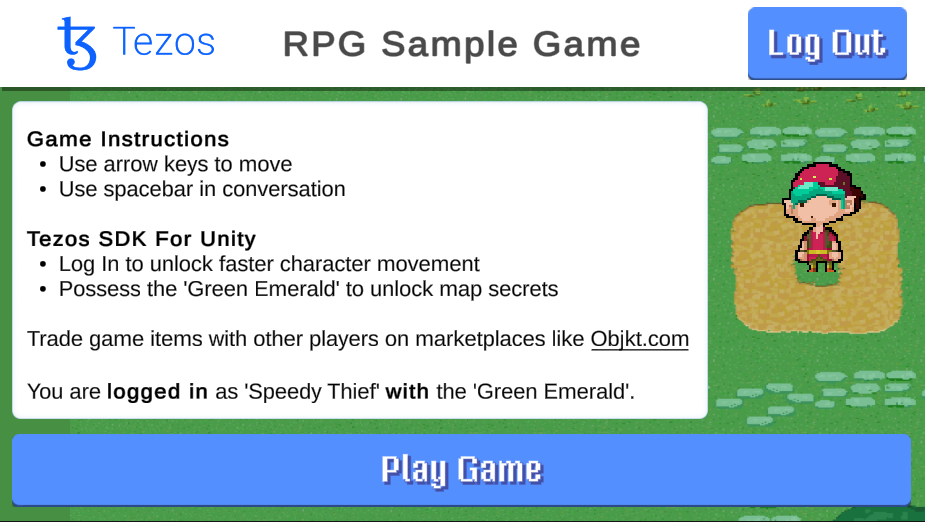 Tezos
RPG Sample Game
Log Out
Game Instructions
• Use arrow keys to move
• Use spacebar in conversation
Tezos SDK For Unity
• Log In to unlock faster character movement
• Possess the 'Green Emerald' to unlock map secrets
Trade game items with other players on marketplaces like Objkt.com
You are logged in as 'Speedy Thief' with the 'Green Emerald'.
Play Game